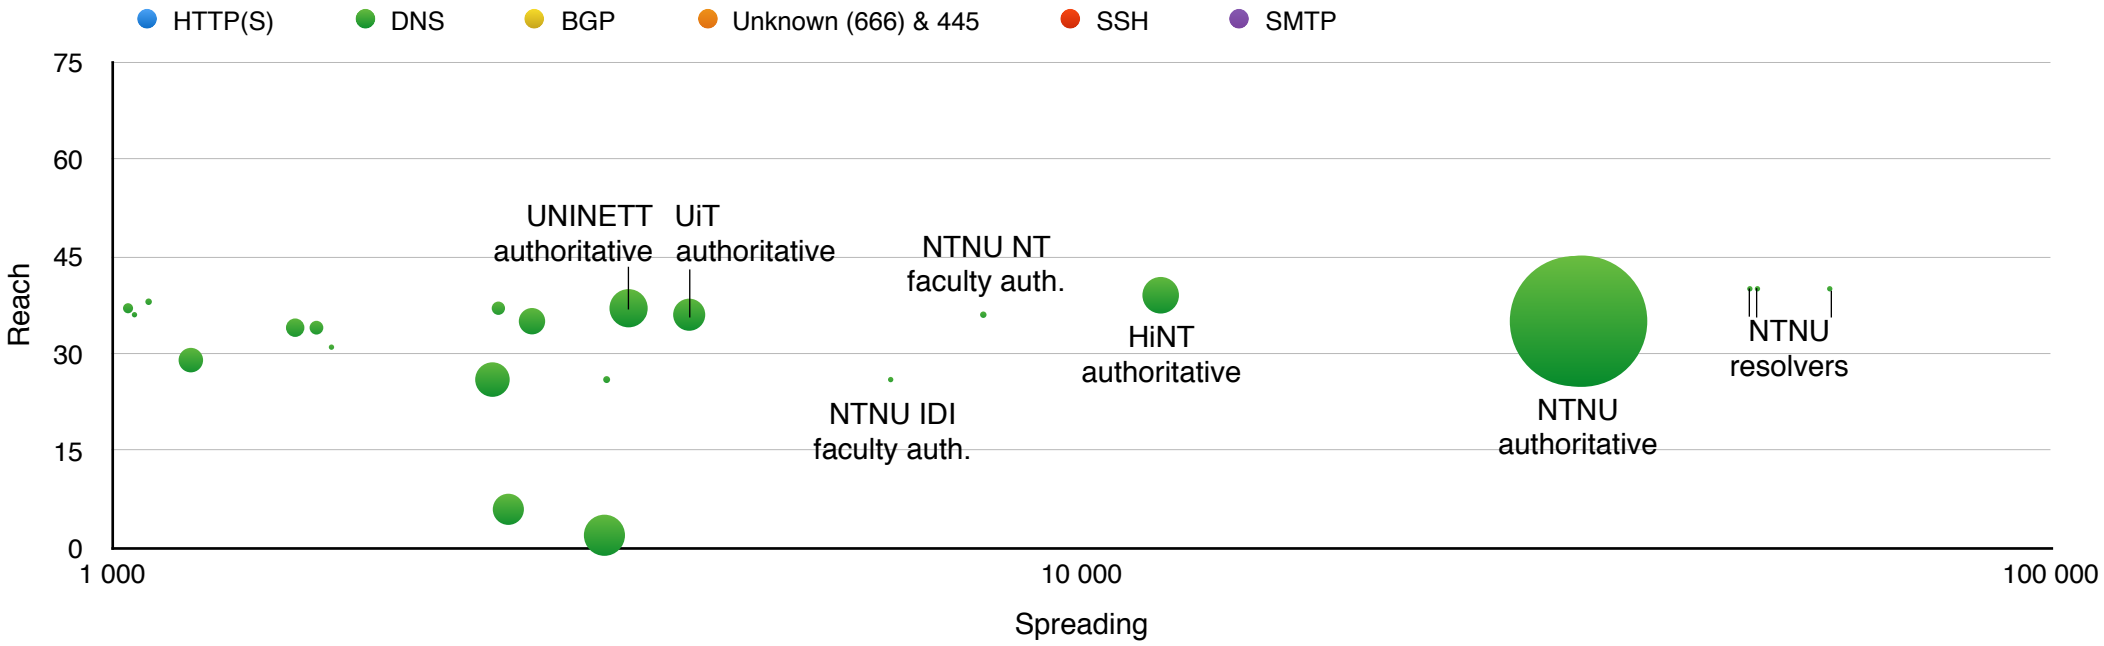 HTTP(S) DNS BGP Unknown (666) & 445 SSH SMTP
75
60
45
30
15
0
Reach
UNINETT
authoritative
UiT
authoritative
NTNU NT
faculty auth.
HiNT
authoritative
NTNU IDI
faculty auth.
NTNU
authoritative
NTNU
resolvers
1 000 10 000 100 000
Spreading